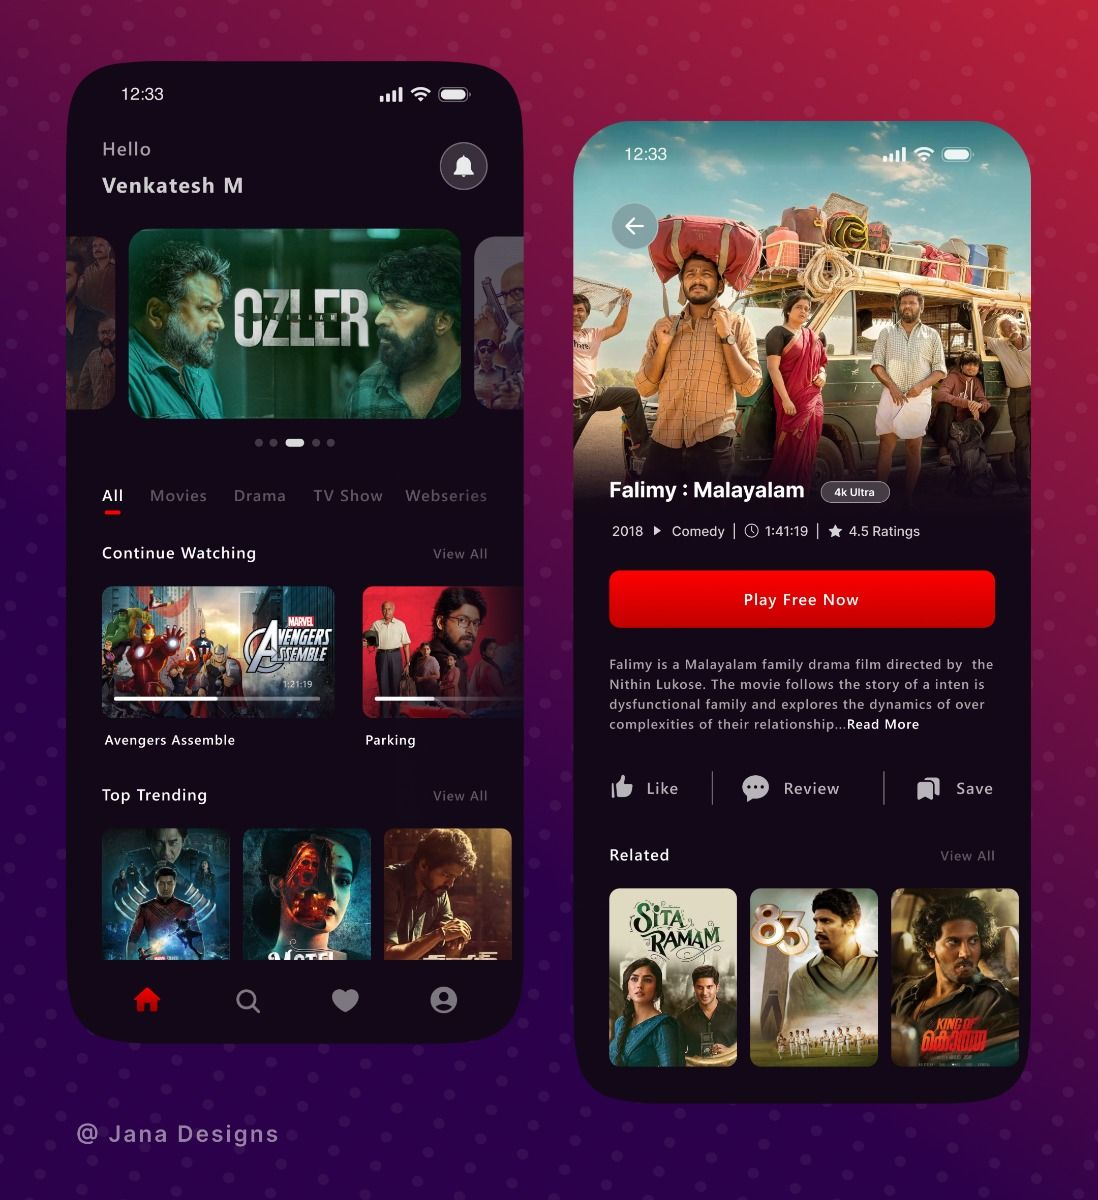 12:33
Hello
Venkatesh M
OZLER
All Movies Drama TV Show Webseries
Continue Watching View All
MARVEL
AVENGERS
ASSEMBLE
1:21:19
Avengers Assemble Parking
Top Trending View All
12:33
Falimy : Malayalam 4k Ultra
2018 Comedy | 1:41:19 | 4.5 Ratings
Play Free Now
Falimy is a Malayalam family drama film directed by the
Nithin Lukose. The movie follows the story of a inten is
dysfunctional family and explores the dynamics of over
complexities of their relationship...Read More
Like Review Save
Related View All
SITA
RAMAM
83
KING OF
കൊത്ത
@ Jana Designs